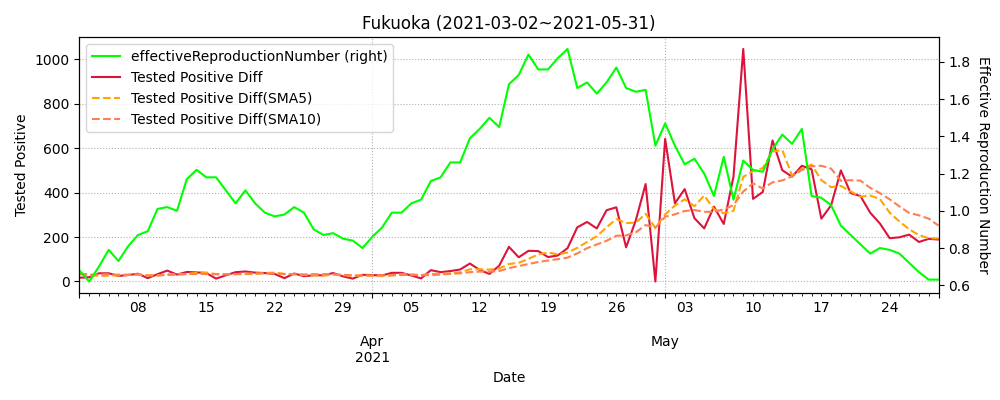 Fukuoka (2021-03-02~2021-05-31)
effectiveReproductionNumber (right)
Tested Positive Diff
Tested Positive Diff(SMA5)
Tested Positive Diff(SMA10)
Tested Positive
1000
800
600
400
200
0
Effective Reproduction Number
1.8
1.6
1.4
1.2
1.0
0.8
0.6
08 15 22 29 05 12 19 26 03 10 17 24
Apr May
2021
Date